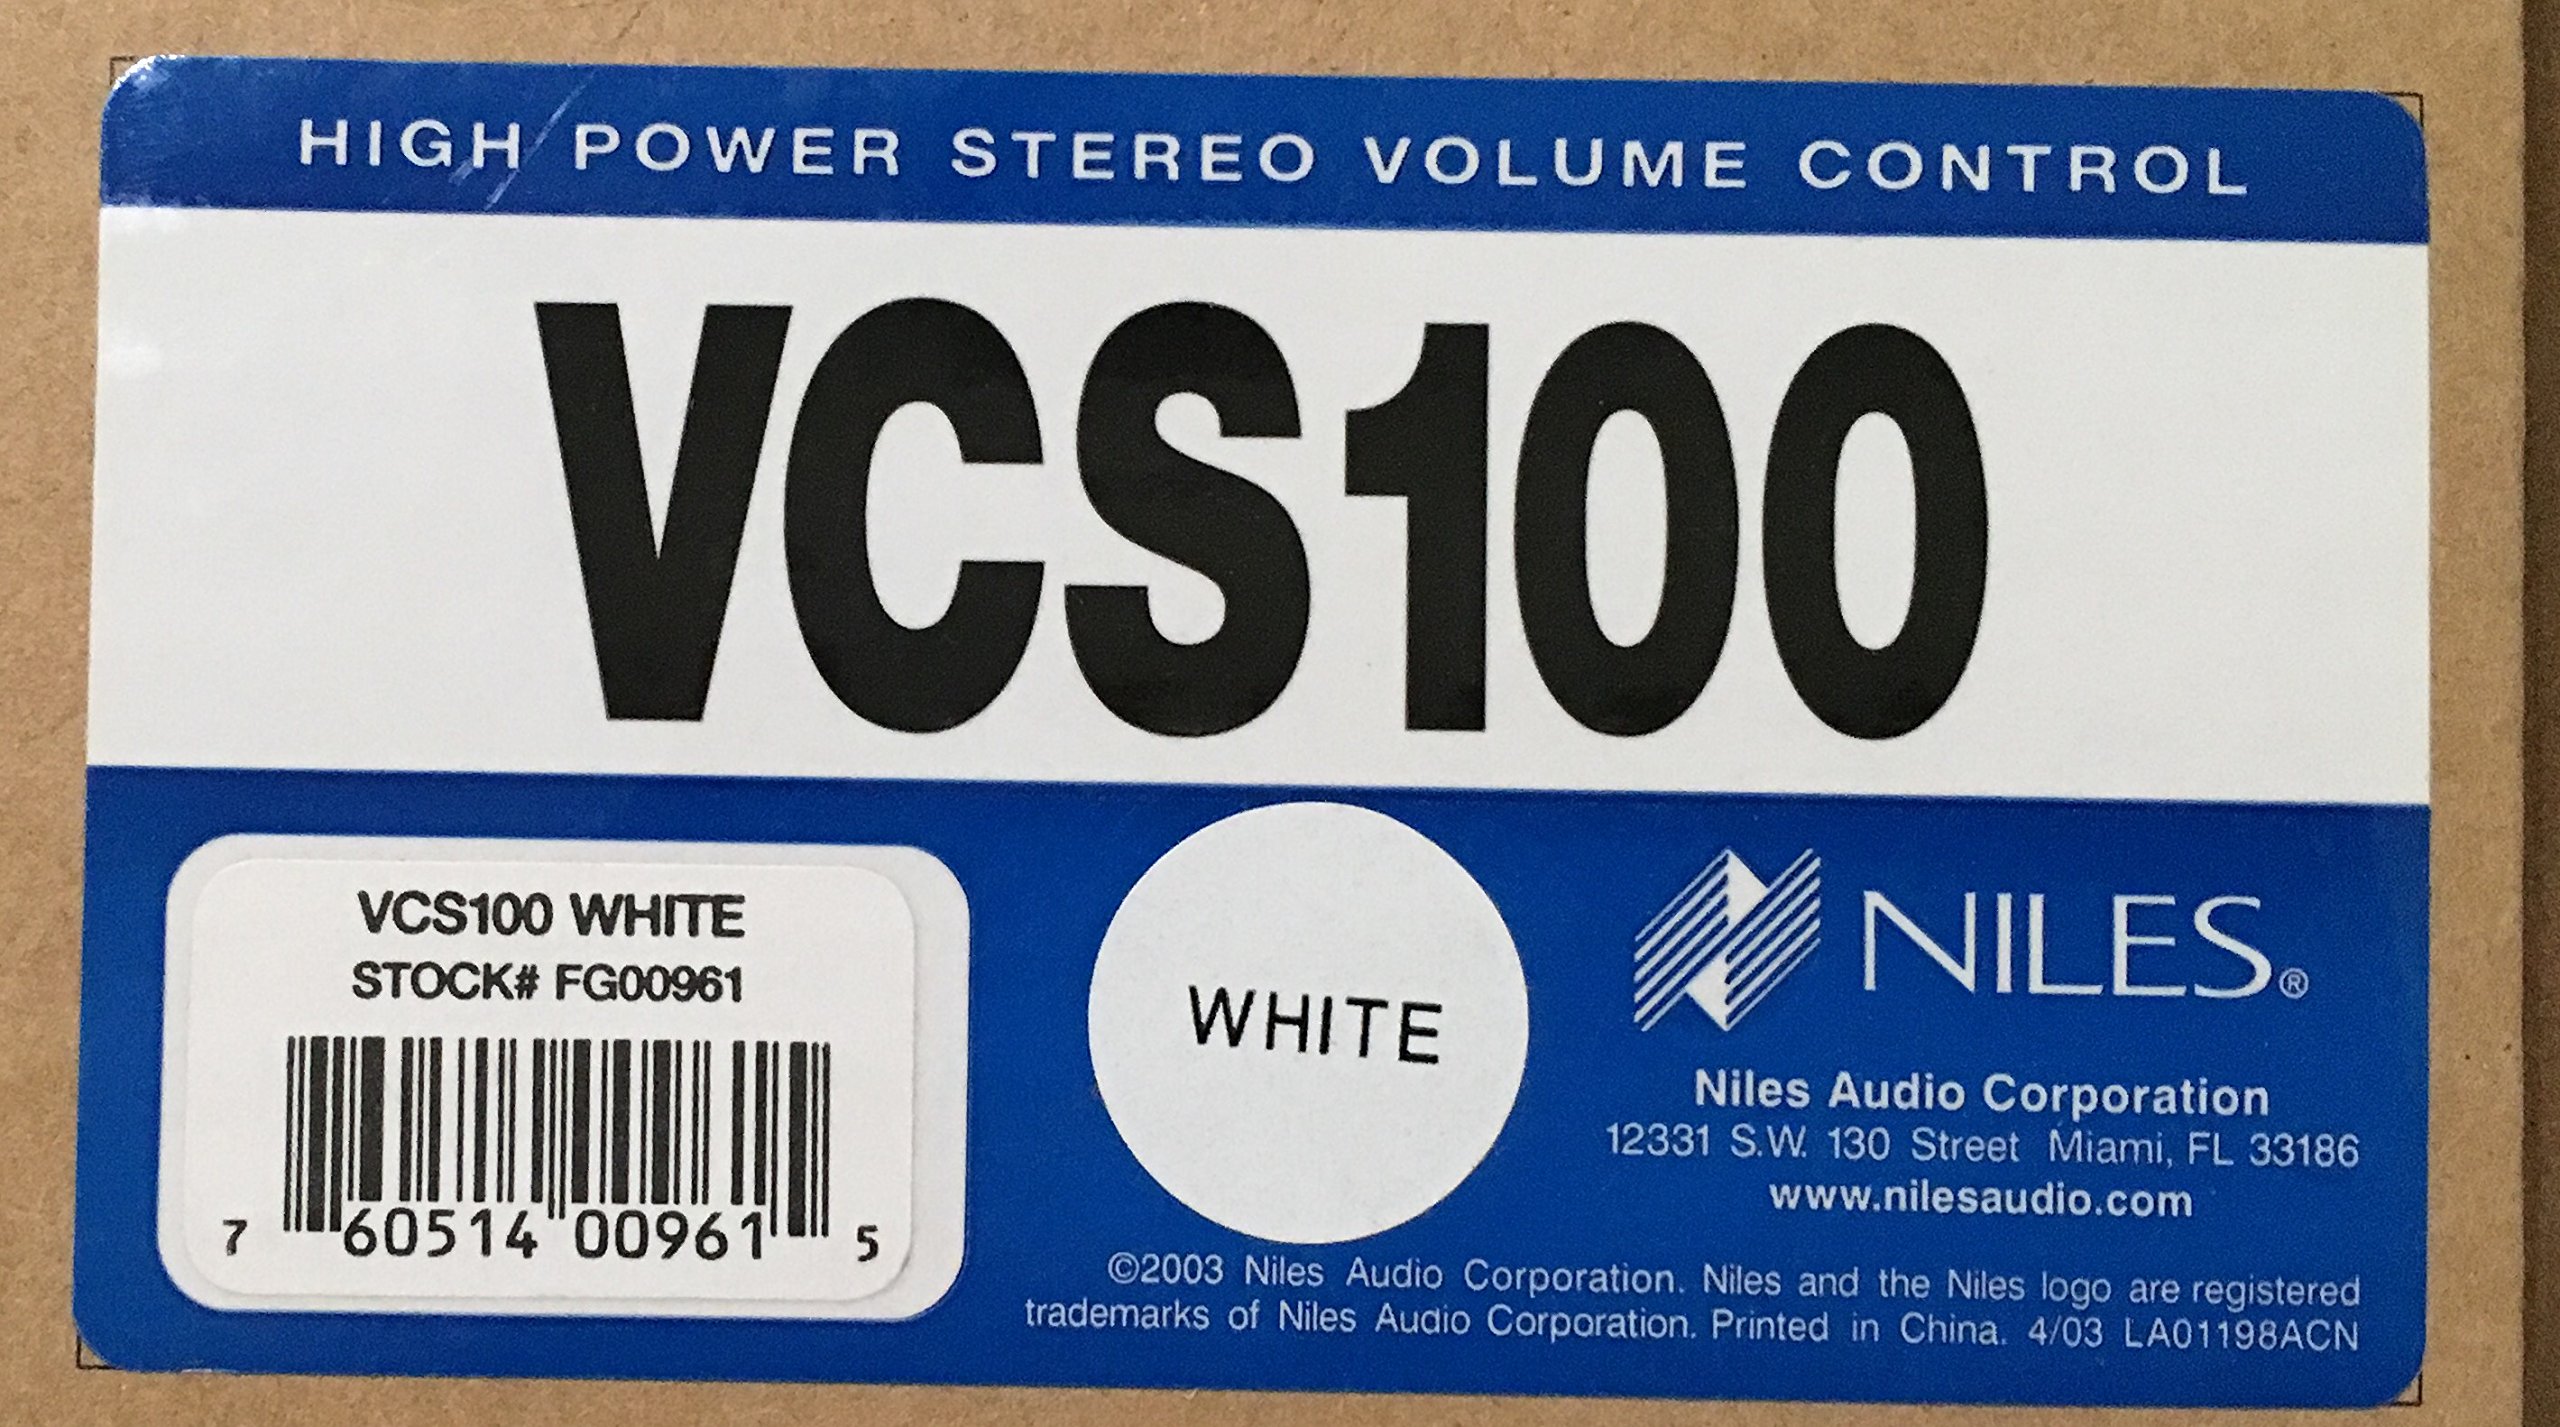 HIGH POWER STEREO VOLUME CONTROL
VCS100
VCS100 WHITE
STOCK# FG00961
7 60514 00961 5
WHITE
NILES®
Niles Audio Corporation
12331 S.W. 130 Street Miami, FL 33186
www.nilesaudio.com
©2003 Niles Audio Corporation. Niles and the Niles logo are registered
trademarks of Niles Audio Corporation. Printed in China. 4/03 LA01198ACN